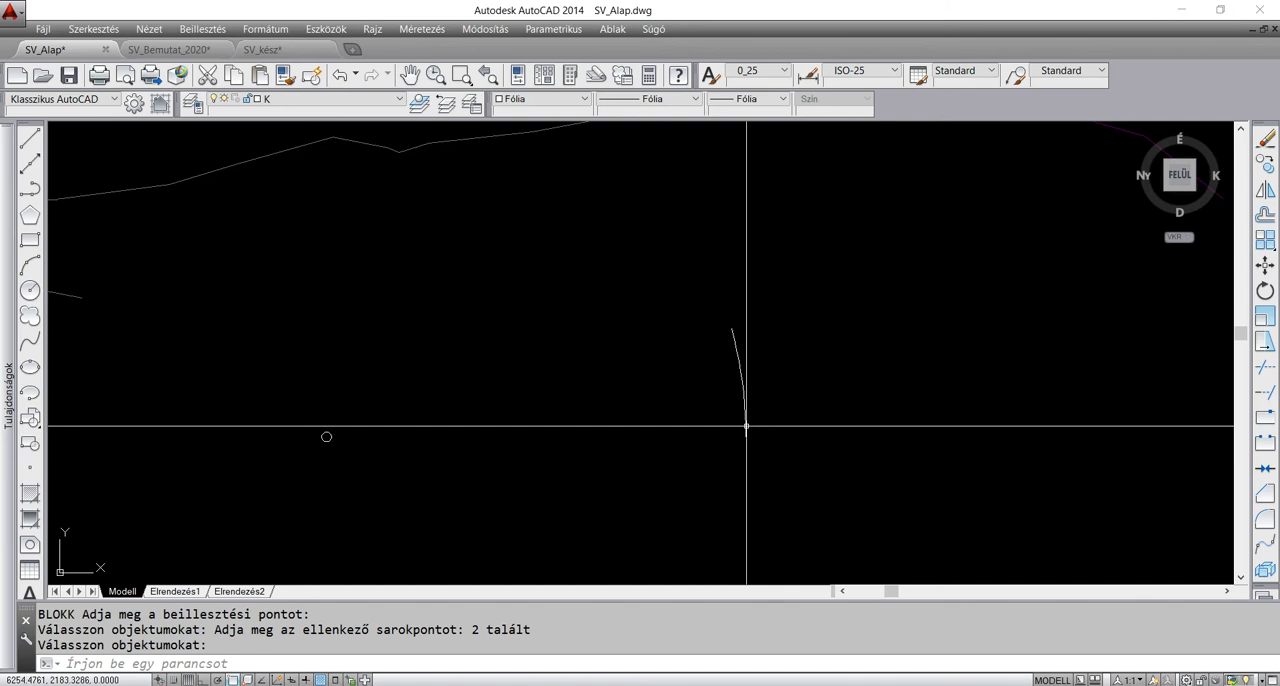 Autodesk AutoCAD 2014 SV_Alap.dwg
Fájl Szerkesztés Nézet Beillesztés Formátum Eszközök Rajz Méretezés Módosítás Parametrikus Ablak Súgó
SV_Alap* SV_Bemutat_2020* SV_kész*
0_25 ISO-25 Standard Standard
Klasszikus AutoCAD K Fólia Fólia Fólia Szín
É
Ny FELÜL K
D
VKR
Tulajdonságok
Y
X
Modell Elrendezés1 Elrendezés2
BLOKK Adja meg a beillesztési pontot:
Válasszon objektumokat: Adja meg az ellenkező sarokpontot: 2 talált
Válasszon objektumokat:
Írjon be egy parancsot
6254.4761, 2183.3286, 0.0000 MODELL 1:1